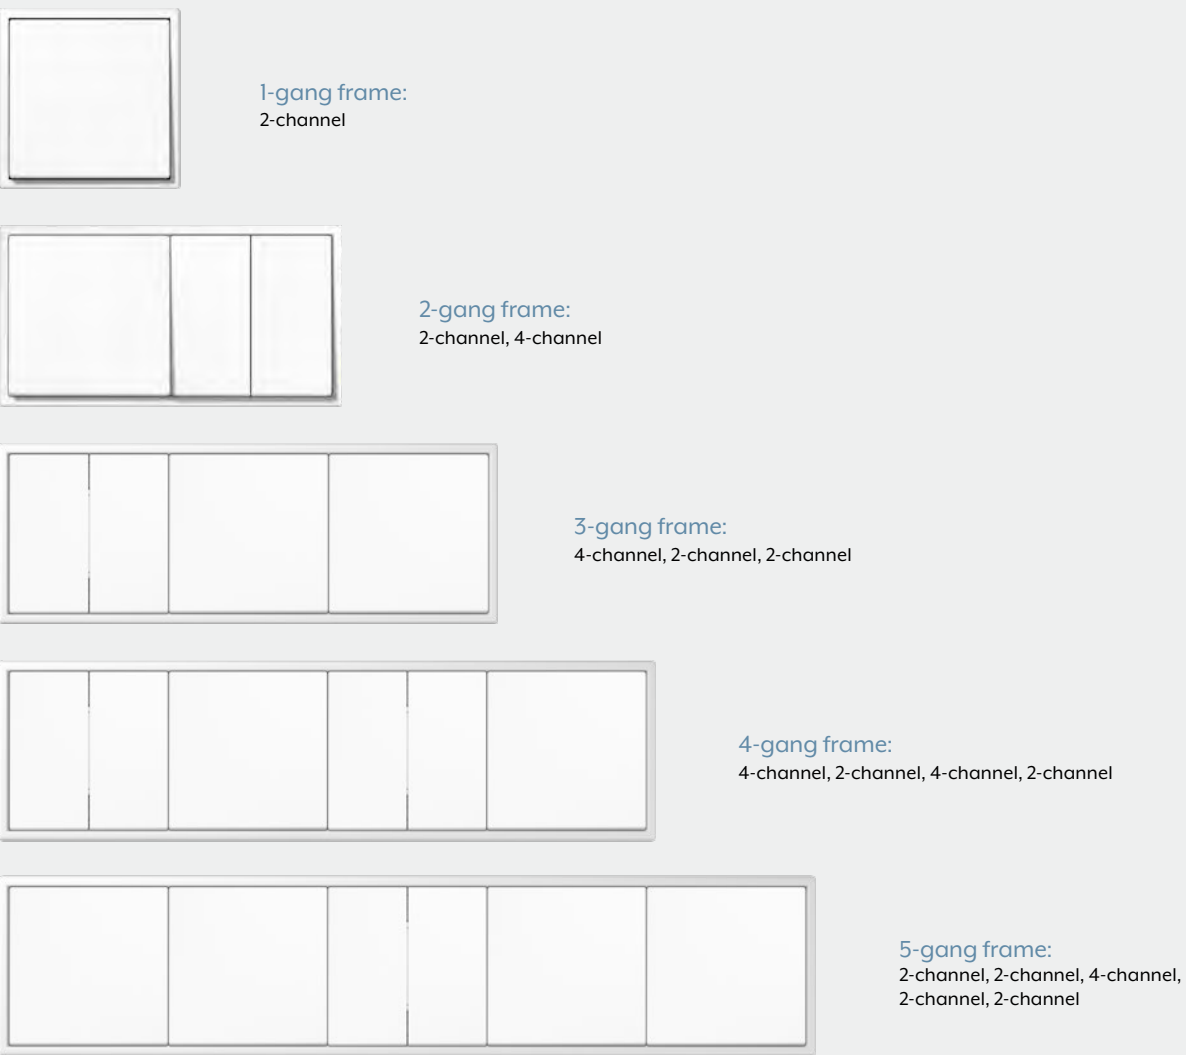 1-gang frame:
2-channel
2-gang frame:
2-channel, 4-channel
3-gang frame:
4-channel, 2-channel, 2-channel
4-gang frame:
4-channel, 2-channel, 4-channel, 2-channel
5-gang frame:
2-channel, 2-channel, 4-channel,
2-channel, 2-channel